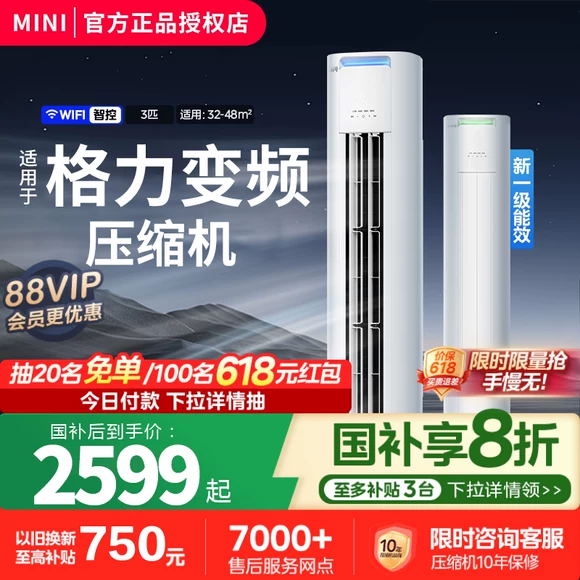 MINI | 官方正品授权店
WIFI 智控 3匹 适用: 32-48m²
适用于
格力变频
压缩机
新一级能效
88VIP
会员更优惠
价保
618
买贵退差
限时限量抢
手慢无!
抽20名免单/100名618元红包
今日付款 下拉详情抽
国补后到手价:
2599起
国补享8折
至多补贴3台 下拉详情领>>
以旧换新
至高补贴
750元
7000+
售后服务网点
10年
限时咨询客服
压缩机10年保修